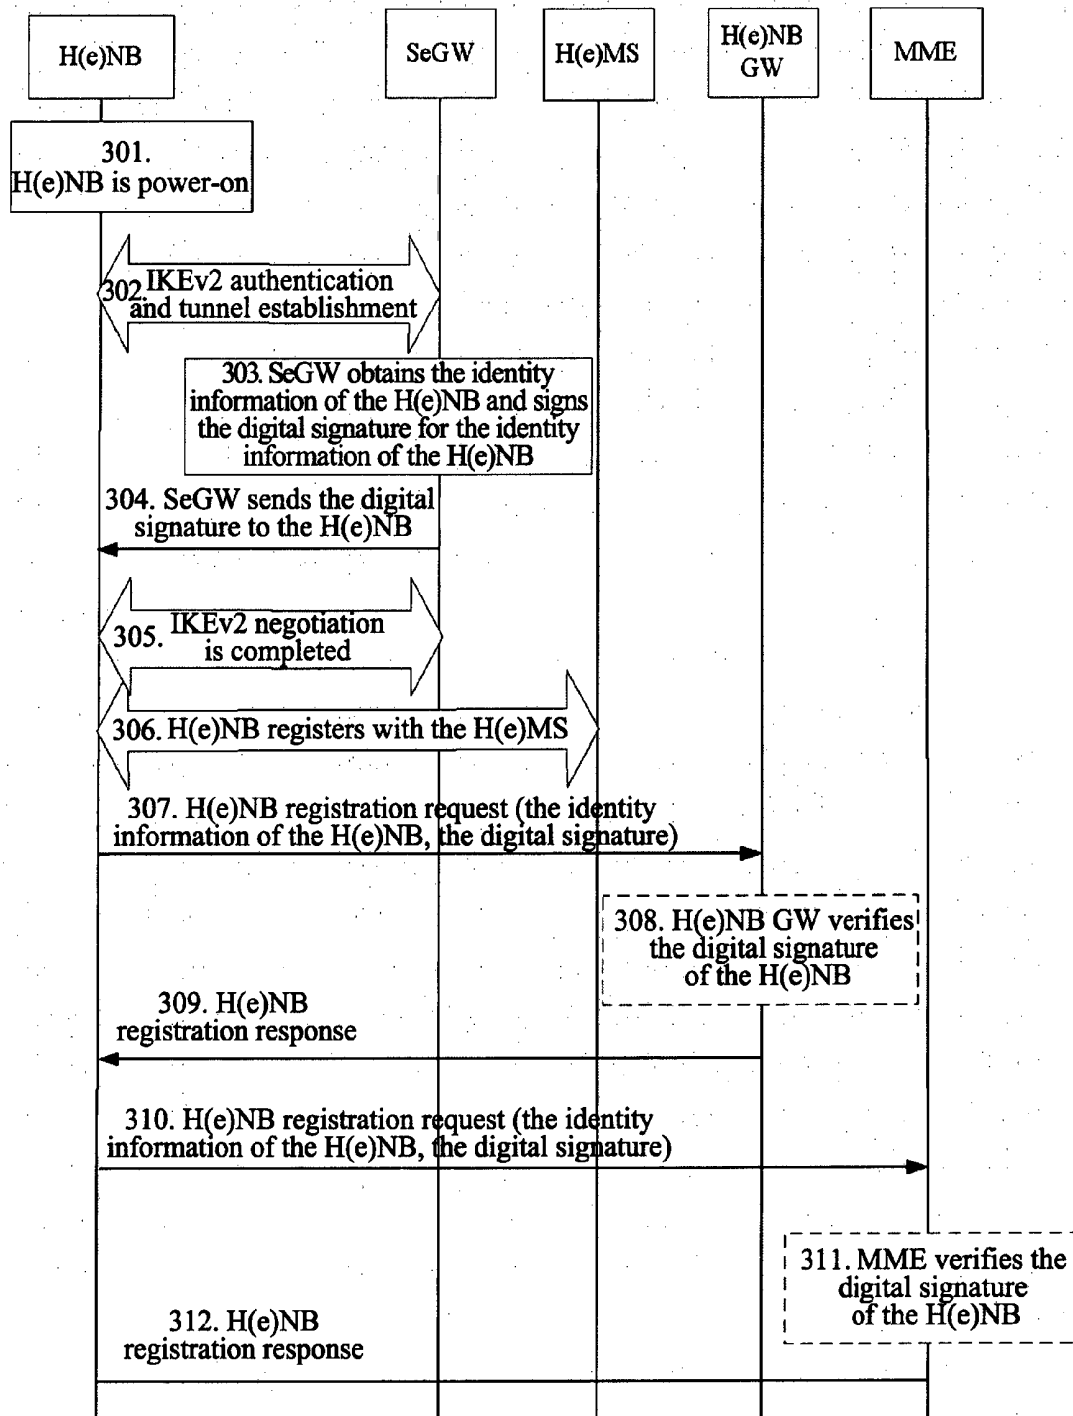 H(e)NB
SeGW
H(e)MS
H(e)NB
GW
MME
301.
H(e)NB is power-on
302. IKEv2 authentication
and tunnel establishment
303. SeGW obtains the identity
information of the H(e)NB and signs
the digital signature for the identity
information of the H(e)NB
304. SeGW sends the digital
signature to the H(e)NB
305. IKEv2 negotiation
is completed
306. H(e)NB registers with the H(e)MS
307. H(e)NB registration request (the identity
information of the H(e)NB, the digital signature)
308. H(e)NB GW verifies
the digital signature
of the H(e)NB
309. H(e)NB
registration response
310. H(e)NB registration request (the identity
information of the H(e)NB, the digital signature)
311. MME verifies the
digital signature
of the H(e)NB
312. H(e)NB
registration response